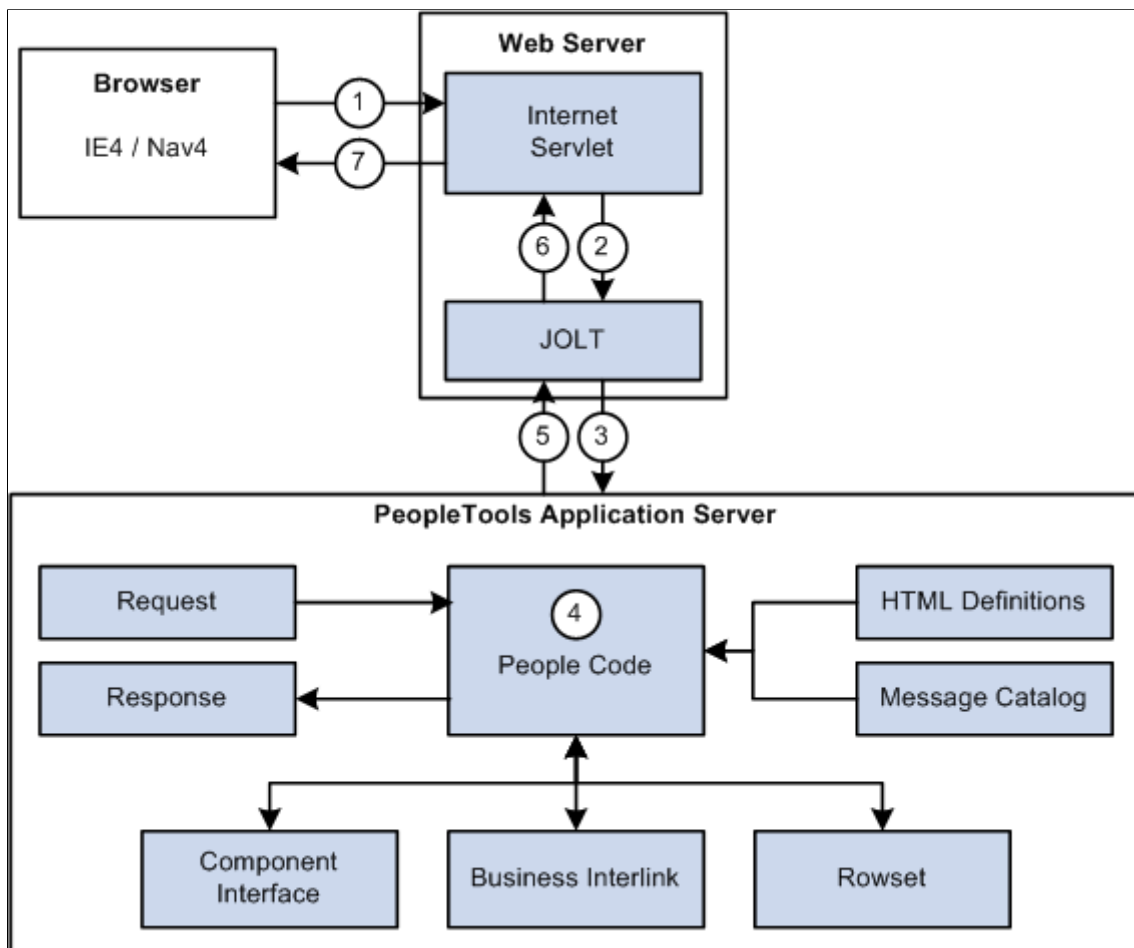 Web Server
Browser
IE4 / Nav4
1
7
Internet
Servlet
6
2
JOLT
5
3
PeopleTools Application Server
Request
Response
4
People Code
HTML Definitions
Message Catalog
Component
Interface
Business Interlink
Rowset